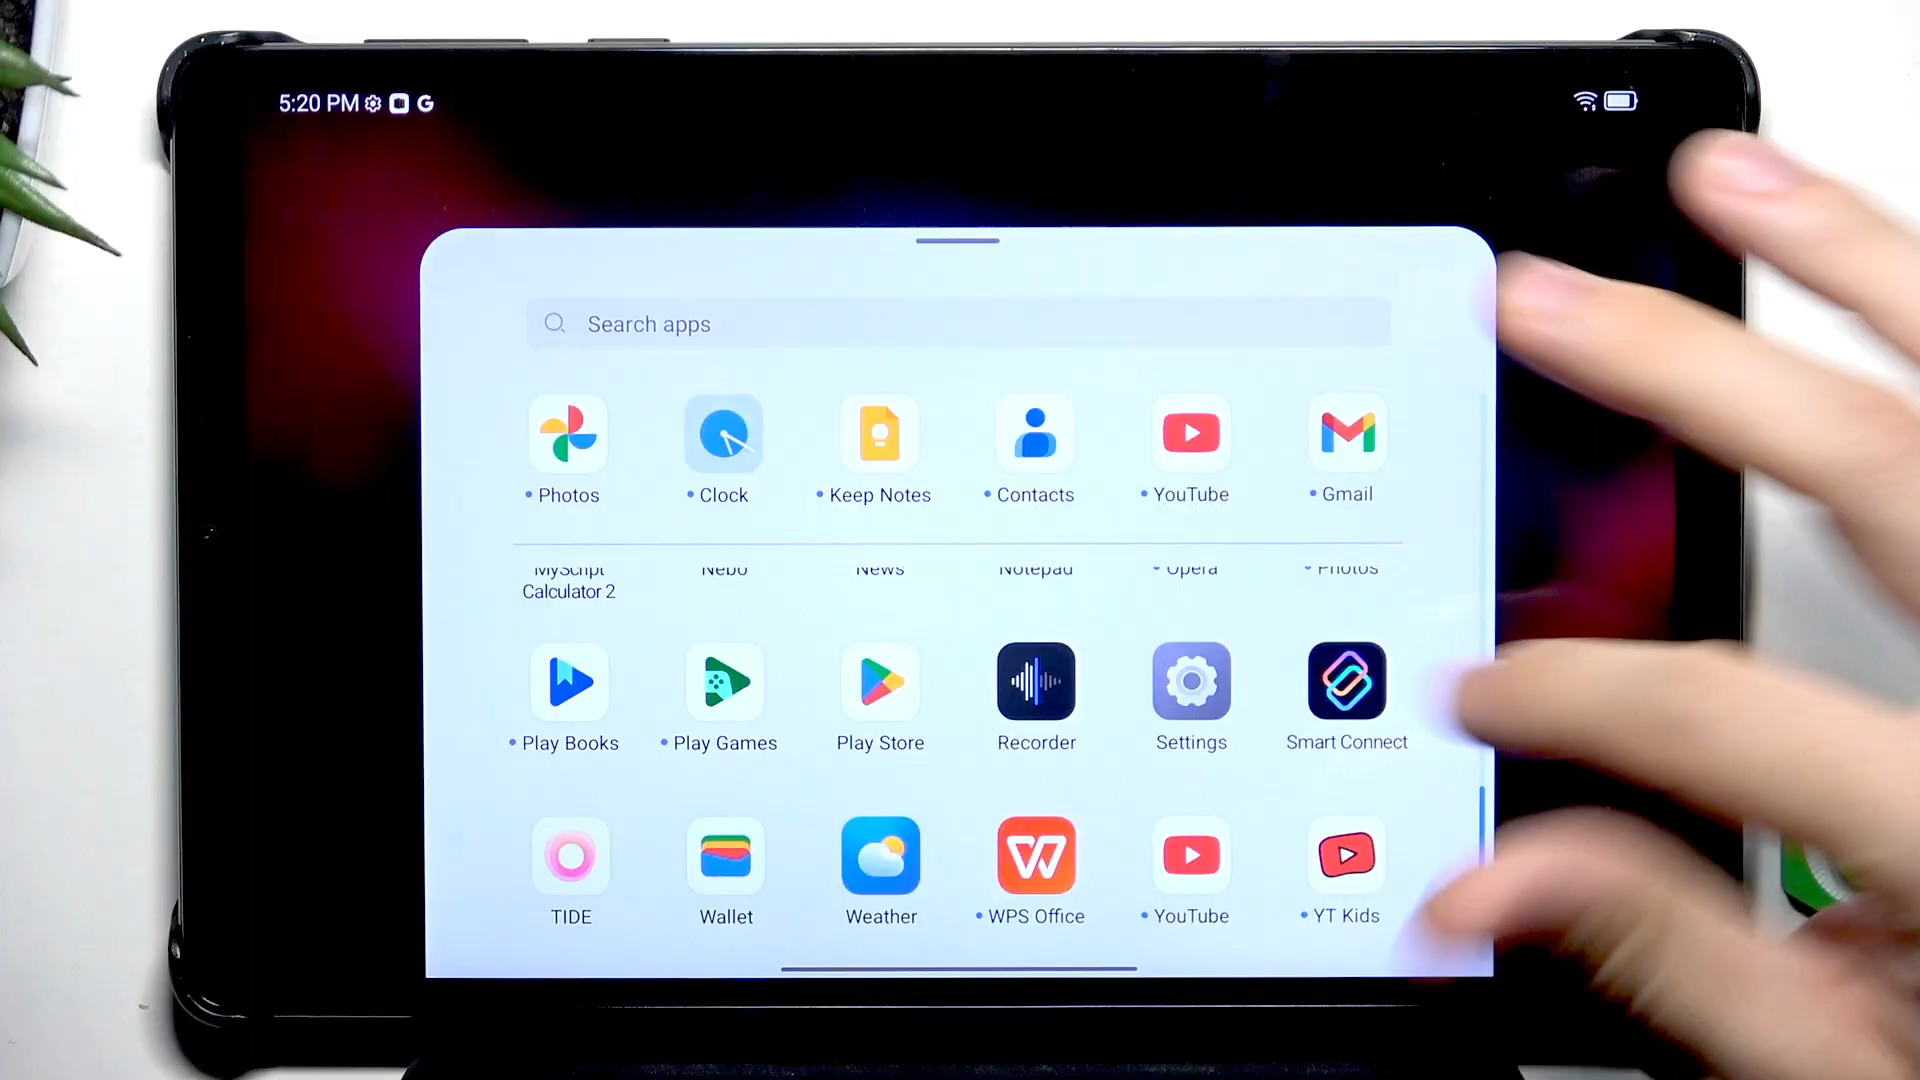 5:20 PM
Search apps
Photos
Clock
Keep Notes
Contacts
YouTube
Gmail
MyScript Calculator 2
Nebo
News
Notepad
Opera
Photos
Play Books
Play Games
Play Store
Recorder
Settings
Smart Connect
TIDE
Wallet
Weather
WPS Office
YouTube
YT Kids